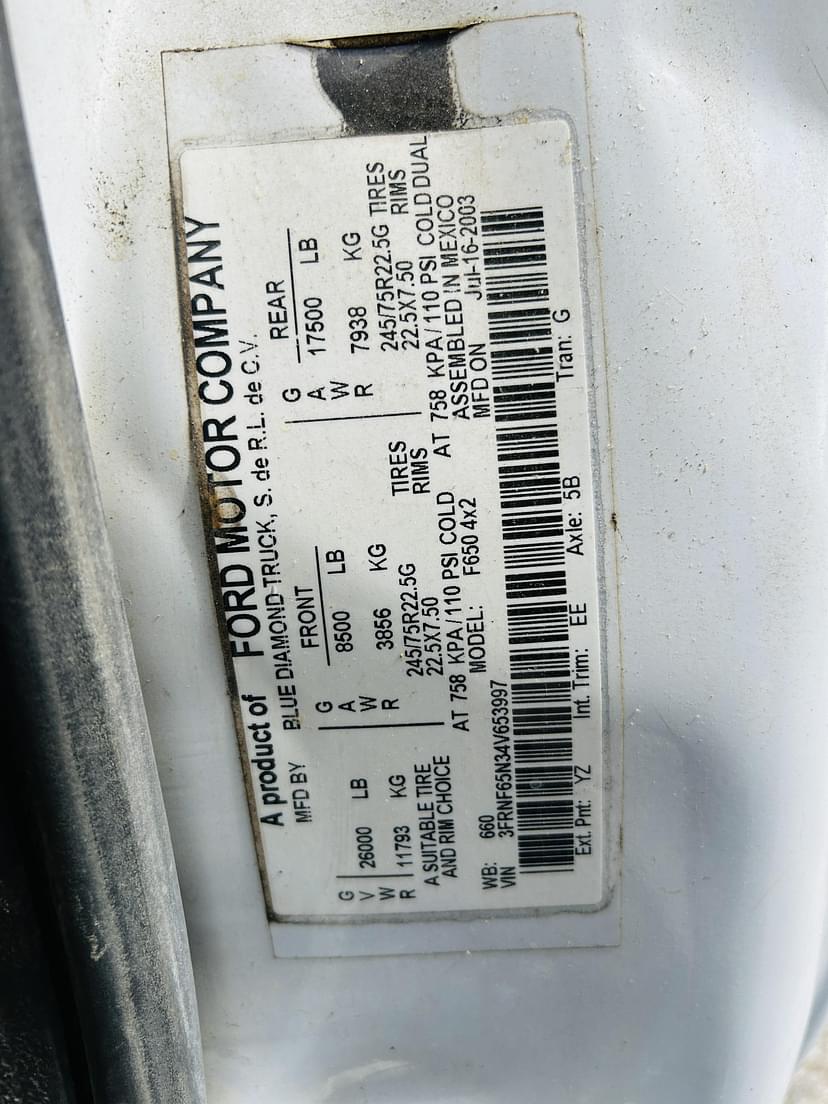 A product of FORD MOTOR COMPANY
MFD BY BLUE DIAMOND TRUCK, S. de R.L. de C.V.
GVWR 26000 LB
11793 KG
GAWR FRONT
8500 LB
3856 KG
GAWR REAR
17500 LB
7938 KG
A SUITABLE TIRE AND RIM CHOICE
245/75R22.5G TIRES
22.5X7.50 RIMS
AT 758 KPA/110 PSI COLD
245/75R22.5G TIRES
22.5X7.50 RIMS
AT 758 KPA/110 PSI COLD DUAL
ASSEMBLED IN MEXICO
WB: 660 MODEL: F650 4x2 MFD ON Jul-16-2003
VIN 3FRNF65N34V653997
Ext. Pnt: YZ Int. Trim: EE Axle: 5B Tran: G